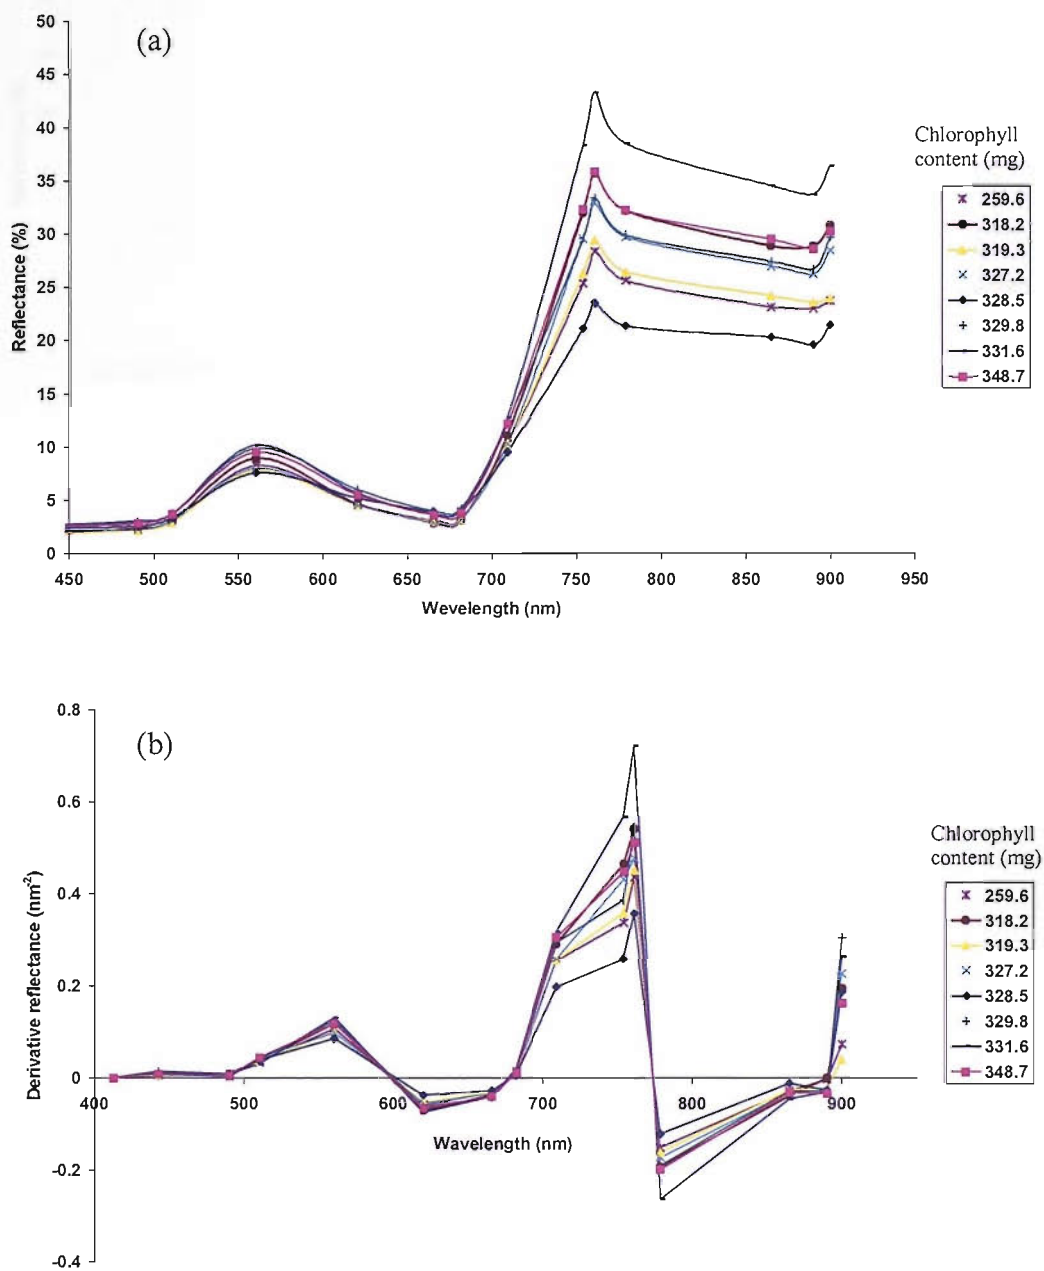 (a)
50
45
40
35
30
25
20
15
10
5
0
Reflectance (%)
450 500 550 600 650 700 750 800 850 900 950
Wevelength (nm)
Chlorophyll
content (mg)
259.6
318.2
319.3
327.2
328.5
329.8
331.6
348.7
(b)
0.8
0.6
0.4
0.2
0
-0.2
-0.4
Derivative reflectance (nm²)
400 500 600 700 800 900
Wavelength (nm)
Chlorophyll
content (mg)
259.6
318.2
319.3
327.2
328.5
329.8
331.6
348.7